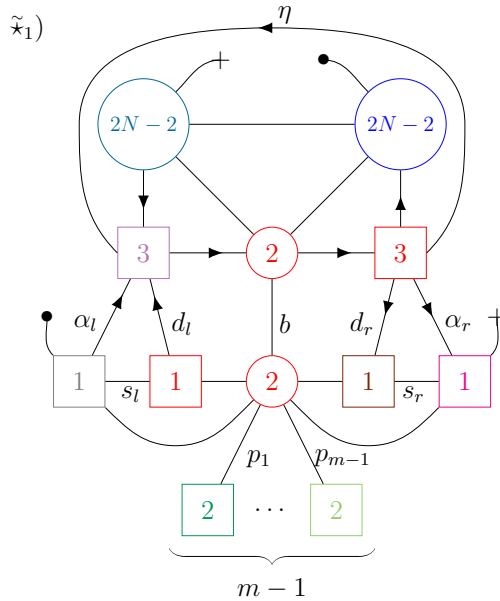 ⋆̃₁)
η
+
2N − 2 2N − 2
3 2 3
α_l d_l b d_r α_r +
1 s_l 1 2 1 s_r 1
p_1 p_{m−1}
2 ⋯ 2
m − 1